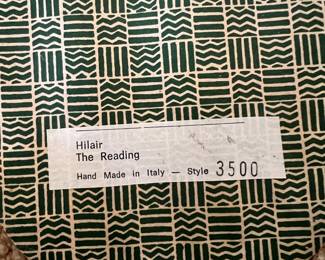 Hilair
The Reading
Hand Made in Italy — Style 3500